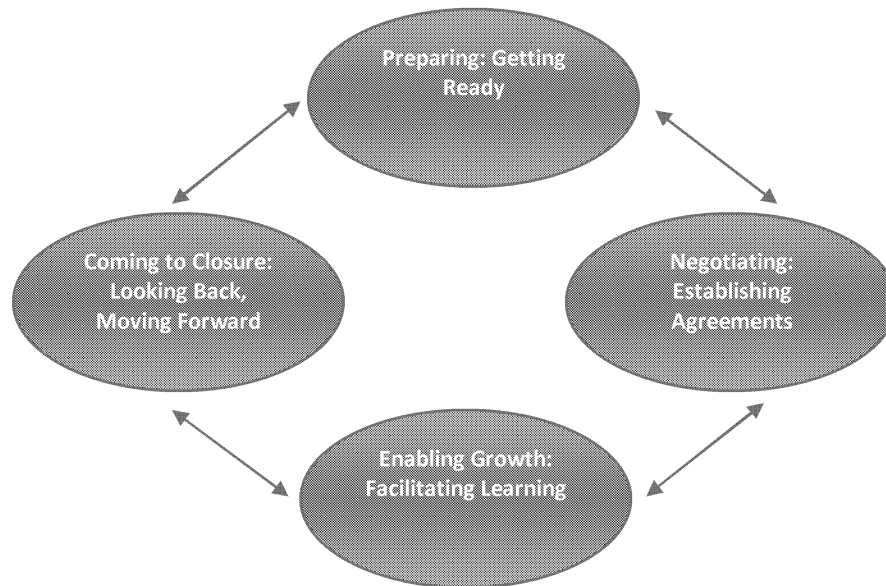 Preparing: Getting
Ready
Coming to Closure:
Looking Back,
Moving Forward
Negotiating:
Establishing
Agreements
Enabling Growth:
Facilitating Learning